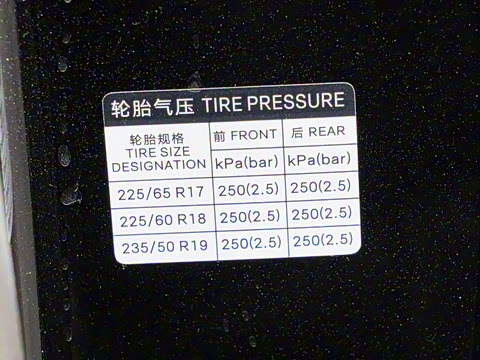 轮胎气压 TIRE PRESSURE
轮胎规格 TIRE SIZE DESIGNATION 前 FRONT 后 REAR
kPa(bar) kPa(bar)
225/65 R17 250(2.5) 250(2.5)
225/60 R18 250(2.5) 250(2.5)
235/50 R19 250(2.5) 250(2.5)